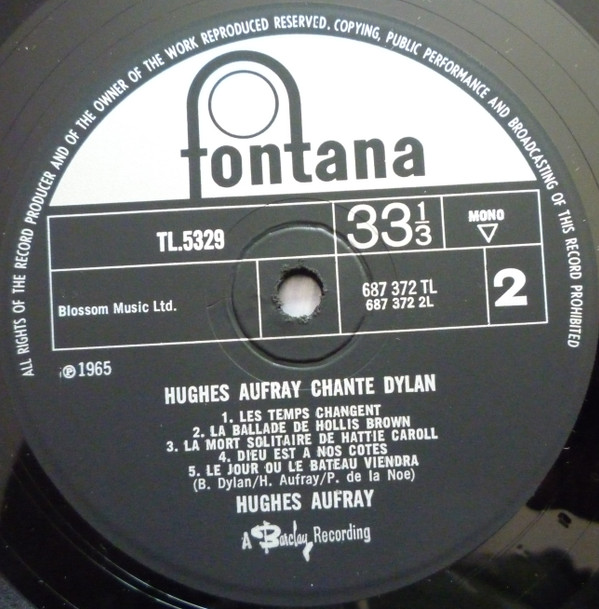 ALL RIGHTS OF THE RECORD PRODUCER AND OF THE OWNER OF THE WORK REPRODUCED RESERVED. COPYING, PUBLIC PERFORMANCE AND BROADCASTING OF THIS RECORD PROHIBITED
fontana
TL.5329
33 1/3
MONO
Blossom Music Ltd.
687 372 TL
687 372 2L
2
℗ 1965
HUGHES AUFRAY CHANTE DYLAN
1. LES TEMPS CHANGENT
2. LA BALLADE DE HOLLIS BROWN
3. LA MORT SOLITAIRE DE HATTIE CAROLL
4. DIEU EST A NOS COTES
5. LE JOUR OU LE BATEAU VIENDRA
(B. Dylan/H. Aufray/P. de la Noe)
HUGHES AUFRAY
A Barclay Recording